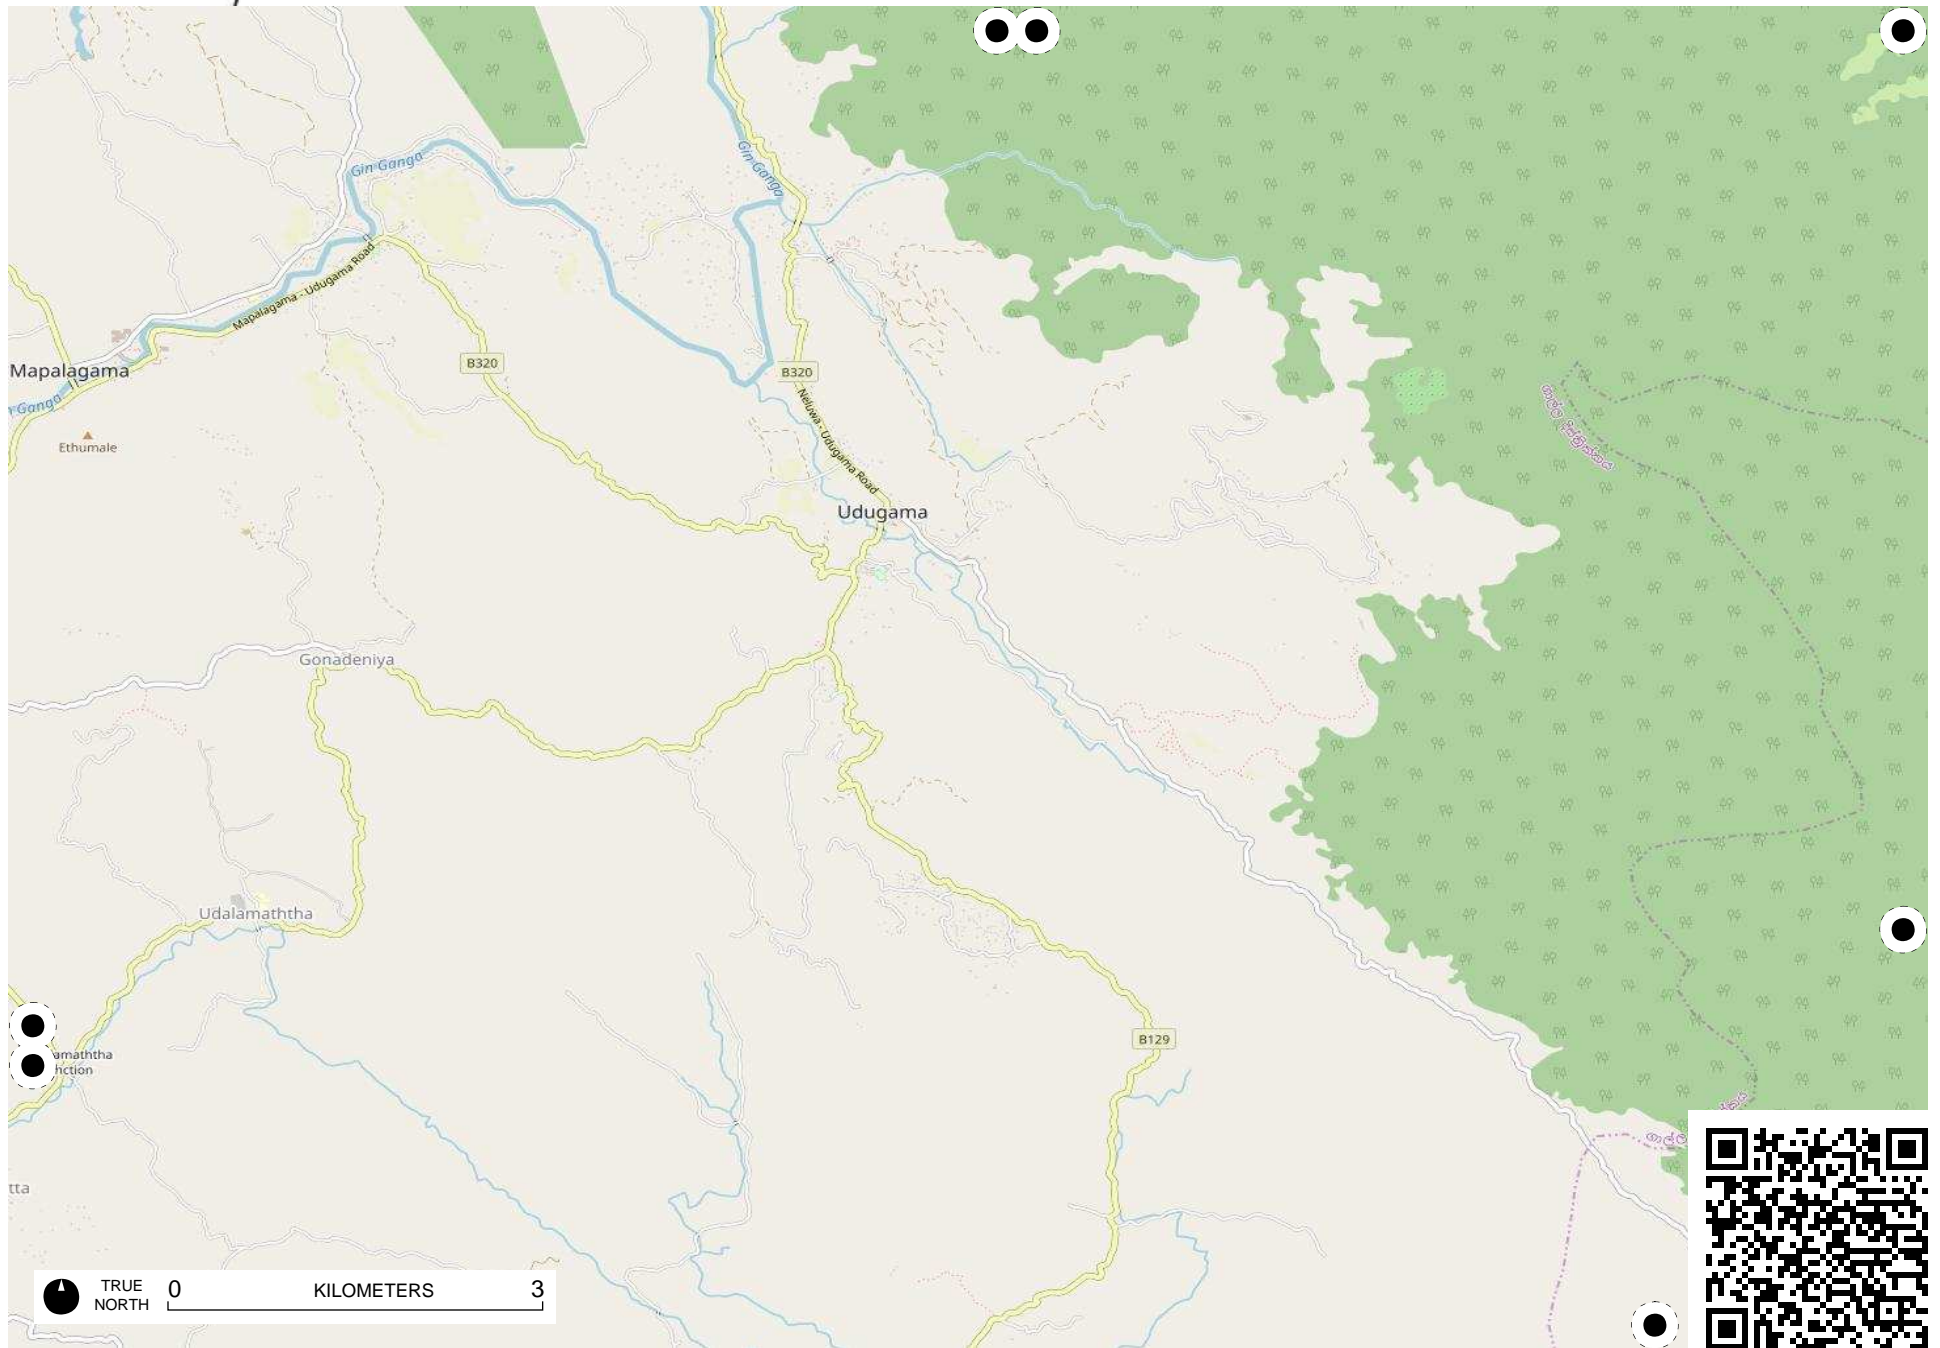 Gin Ganga
Gin Ganga
Mapalagama - Udugama Road
B320
B320
Mapalagama
Ganga
Neluwa - Udugama Road
Ethumale
Udugama
Gonadeniya
Udalamaththa
B129
amaththa
nction
tta
TRUE
NORTH
0 KILOMETERS 3